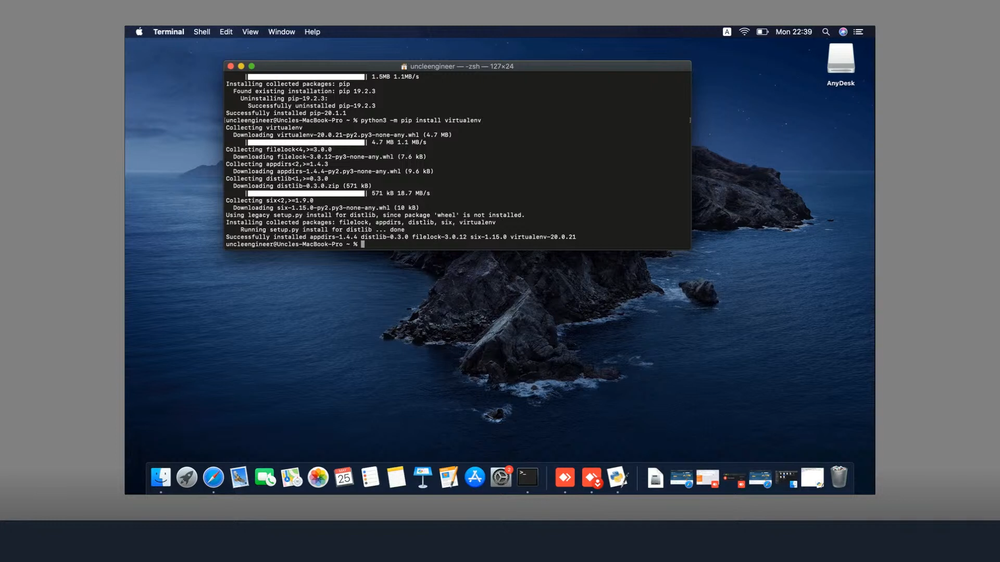 Terminal Shell Edit View Window Help
A Mon 22:39
AnyDesk
uncleengineer — -zsh — 127×24
1.5MB 1.1MB/s
Installing collected packages: pip
Found existing installation: pip 19.2.3
Uninstalling pip-19.2.3:
Successfully uninstalled pip-19.2.3
Successfully installed pip-20.1.1
[uncleengineer@Uncles-MacBook-Pro ~ % python3 -m pip install virtualenv ]
Collecting virtualenv
Downloading virtualenv-20.0.21-py2.py3-none-any.whl (4.7 MB)
| | 4.7 MB 1.1 MB/s
Collecting filelock<4,>=3.0.0
Downloading filelock-3.0.12-py3-none-any.whl (7.6 kB)
Collecting appdirs<2,>=1.4.3
Downloading appdirs-1.4.4-py2.py3-none-any.whl (9.6 kB)
Collecting distlib<1,>=0.3.0
Downloading distlib-0.3.0.zip (571 kB)
| | 571 kB 18.7 MB/s
Collecting six<2,>=1.9.0
Downloading six-1.15.0-py2.py3-none-any.whl (10 kB)
Using legacy setup.py install for distlib, since package 'wheel' is not installed.
Installing collected packages: filelock, appdirs, distlib, six, virtualenv
Running setup.py install for distlib ... done
Successfully installed appdirs-1.4.4 distlib-0.3.0 filelock-3.0.12 six-1.15.0 virtualenv-20.0.21
uncleengineer@Uncles-MacBook-Pro ~ %
MAY
25
2
>_